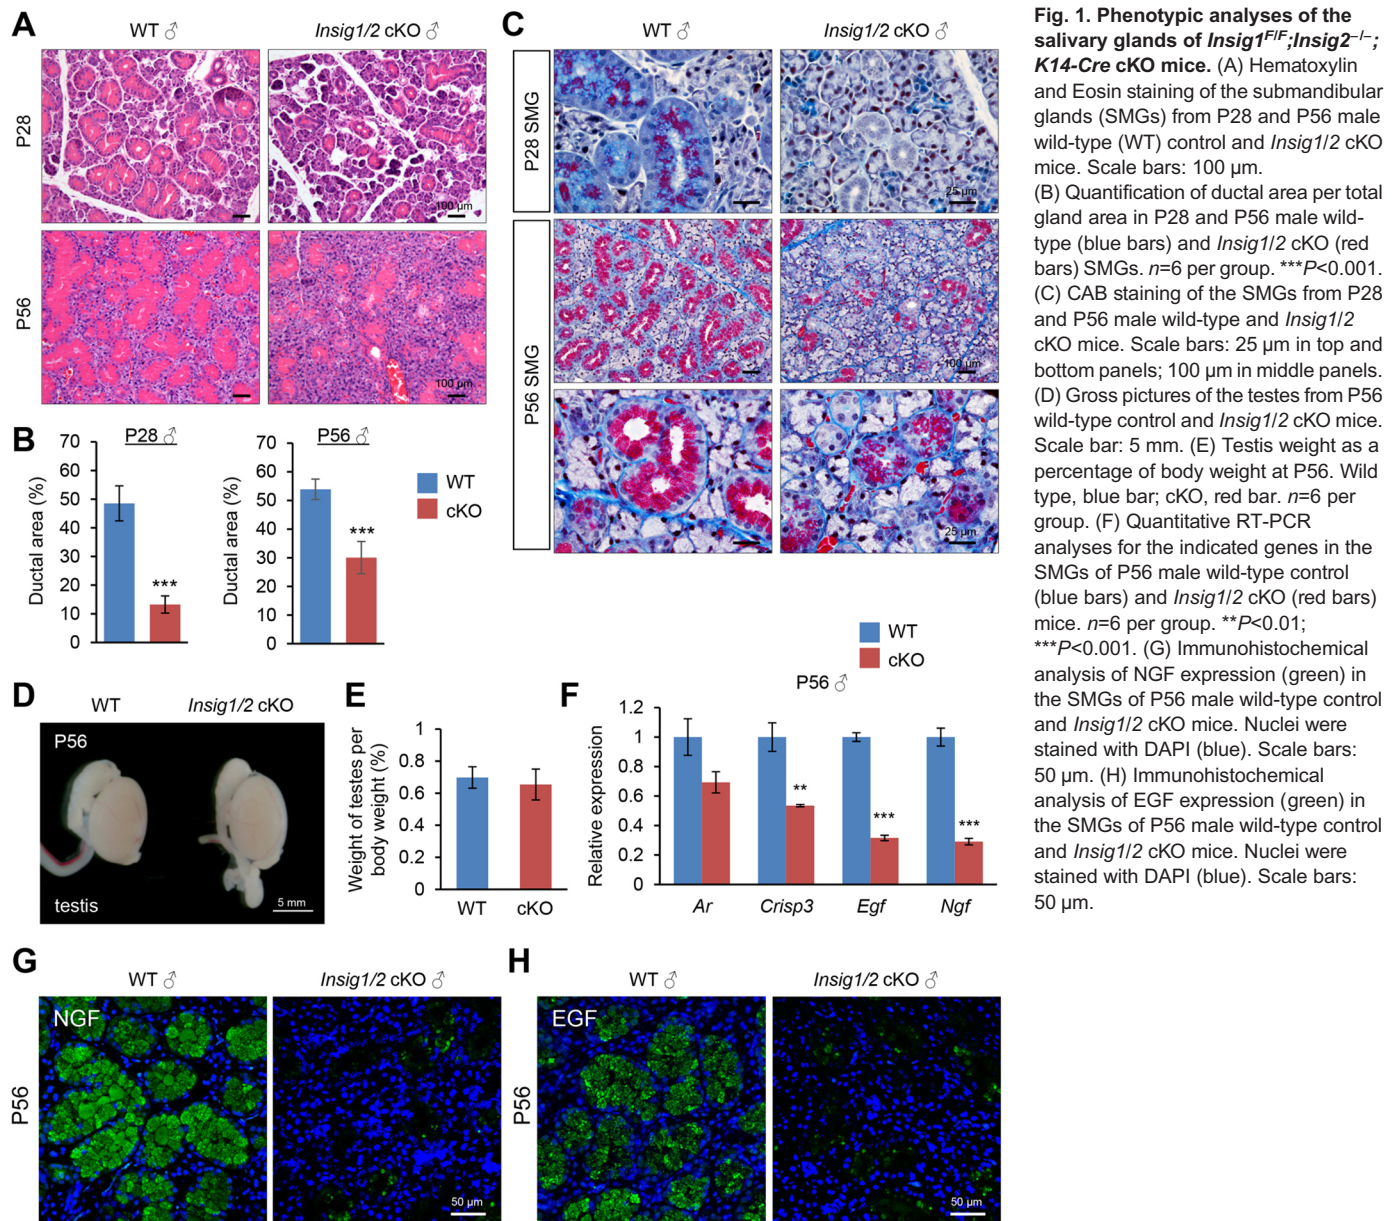 A
WT ♂
Insig1/2 cKO ♂
P28
100 µm
P56
100 µm
B
P28 ♂
Ductal area (%)
70
60
50
40
30
20
10
0
***
P56 ♂
Ductal area (%)
70
60
50
40
30
20
10
0
***
WT
cKO
C
WT ♂
Insig1/2 cKO ♂
P28 SMG
25 µm
P56 SMG
100 µm
25 µm
D
WT
Insig1/2 cKO
P56
testis
5 mm
E
Weight of testes per
body weight (%)
1
0.8
0.6
0.4
0.2
0
WT
cKO
F
WT
cKO
P56 ♂
Relative expression
1.2
1
0.8
0.6
0.4
0.2
0
**
***
***
Ar
Crisp3
Egf
Ngf
G
WT ♂
Insig1/2 cKO ♂
P56
NGF
50 µm
H
WT ♂
Insig1/2 cKO ♂
P56
EGF
50 µm
Fig. 1. Phenotypic analyses of the
salivary glands of Insig1F/F;Insig2–/–;
K14-Cre cKO mice. (A) Hematoxylin
and Eosin staining of the submandibular
glands (SMGs) from P28 and P56 male
wild-type (WT) control and Insig1/2 cKO
mice. Scale bars: 100 µm.
(B) Quantification of ductal area per total
gland area in P28 and P56 male wild-
type (blue bars) and Insig1/2 cKO (red
bars) SMGs. n=6 per group. ***P<0.001.
(C) CAB staining of the SMGs from P28
and P56 male wild-type and Insig1/2
cKO mice. Scale bars: 25 µm in top and
bottom panels; 100 µm in middle panels.
(D) Gross pictures of the testes from P56
wild-type control and Insig1/2 cKO mice.
Scale bar: 5 mm. (E) Testis weight as a
percentage of body weight at P56. Wild
type, blue bar; cKO, red bar. n=6 per
group. (F) Quantitative RT-PCR
analyses for the indicated genes in the
SMGs of P56 male wild-type control
(blue bars) and Insig1/2 cKO (red bars)
mice. n=6 per group. **P<0.01;
***P<0.001. (G) Immunohistochemical
analysis of NGF expression (green) in
the SMGs of P56 male wild-type control
and Insig1/2 cKO mice. Nuclei were
stained with DAPI (blue). Scale bars:
50 µm. (H) Immunohistochemical
analysis of EGF expression (green) in
the SMGs of P56 male wild-type control
and Insig1/2 cKO mice. Nuclei were
stained with DAPI (blue). Scale bars:
50 µm.